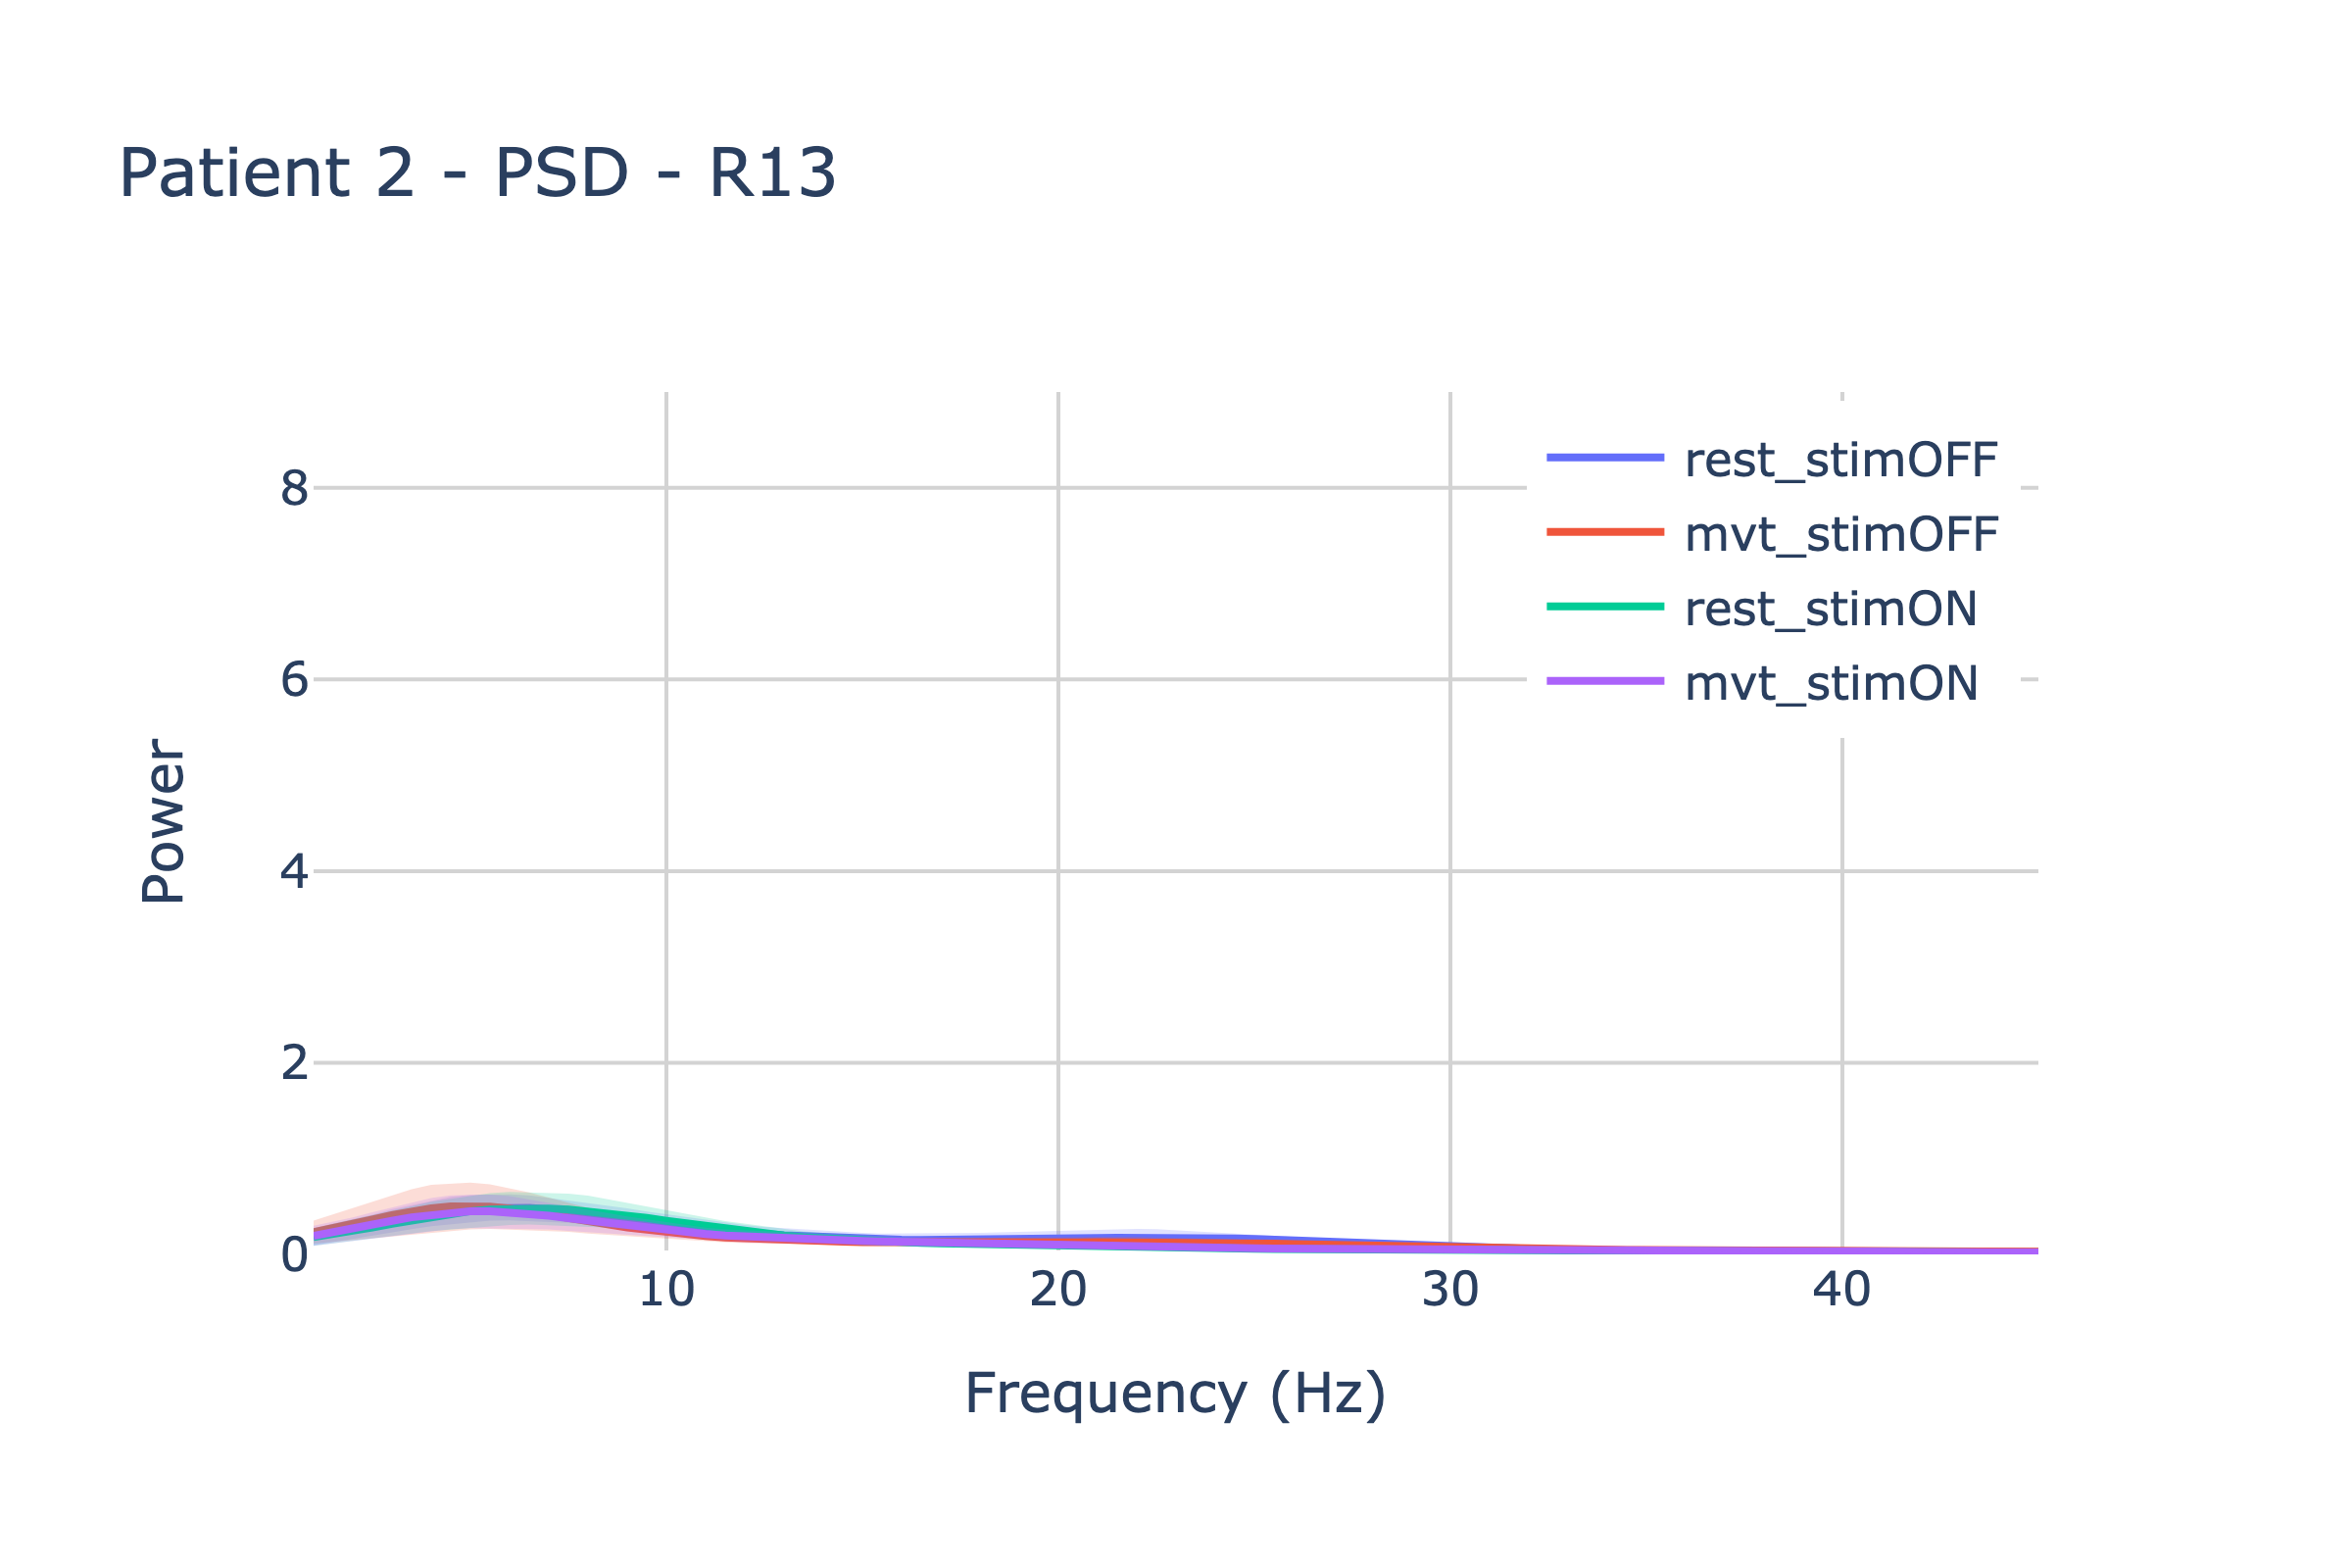 Patient 2 - PSD - R13
rest_stimOFF
mvt_stimOFF
rest_stimON
mvt_stimON
8
6
4
2
0
Power
10 20 30 40
Frequency (Hz)